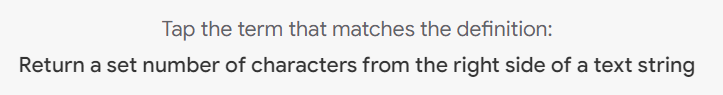 Tap the term that matches the definition:
Return a set number of characters from the right side of a text string